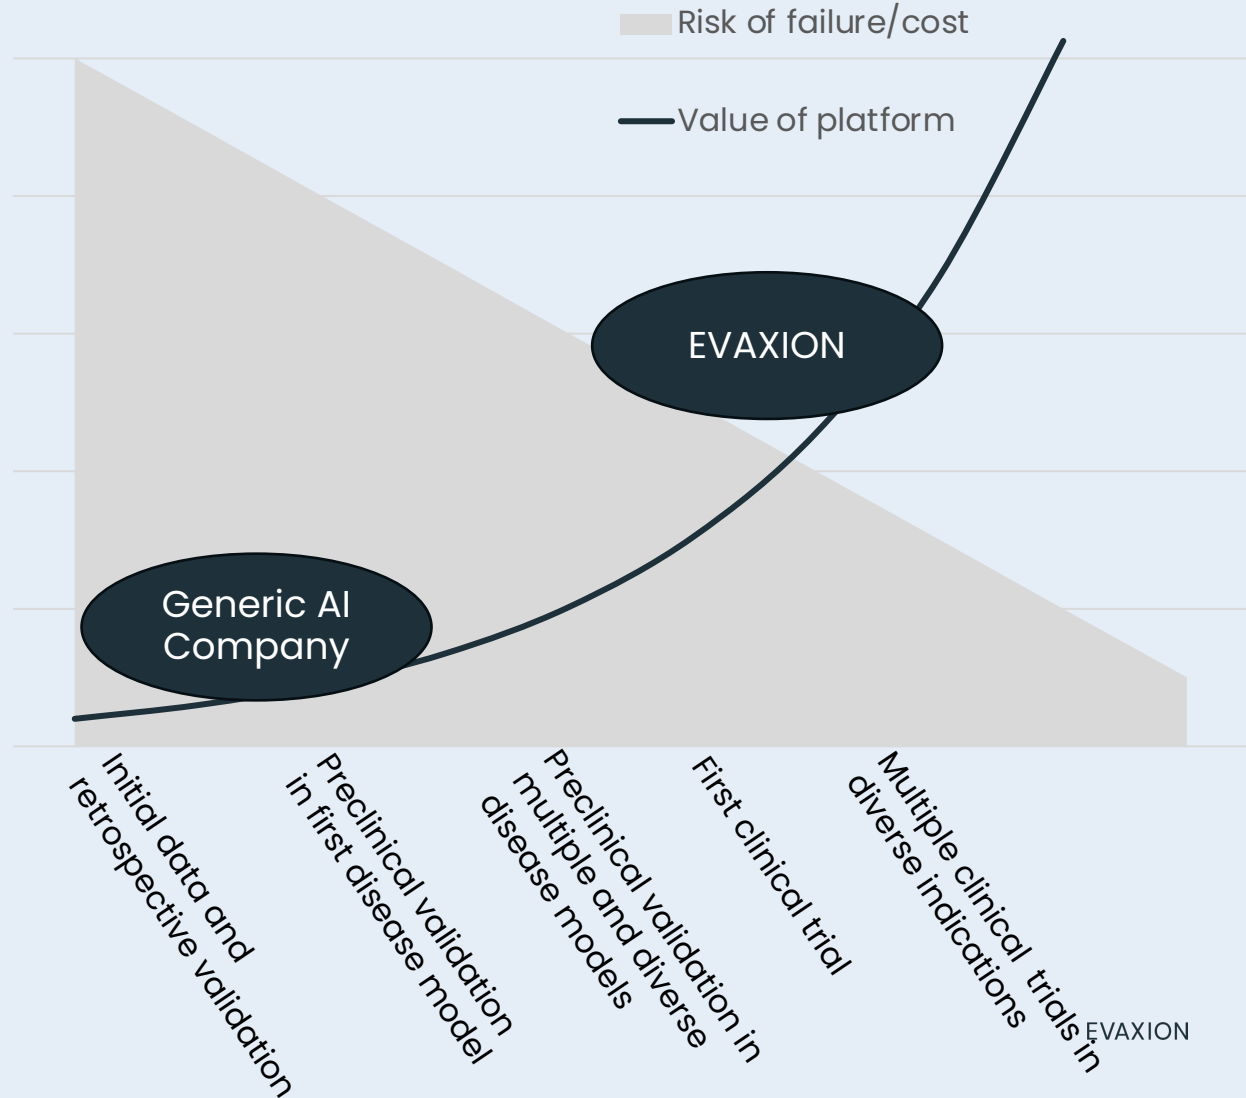 Risk of failure/cost
Value of platform
EVAXION
Generic AI
Company
Initial data and
retrospective validation
Preclinical validation
in first disease model
Preclinical validation in
multiple and diverse
disease models
First clinical trial
Multiple clinical trials in
diverse indications
EVAXION